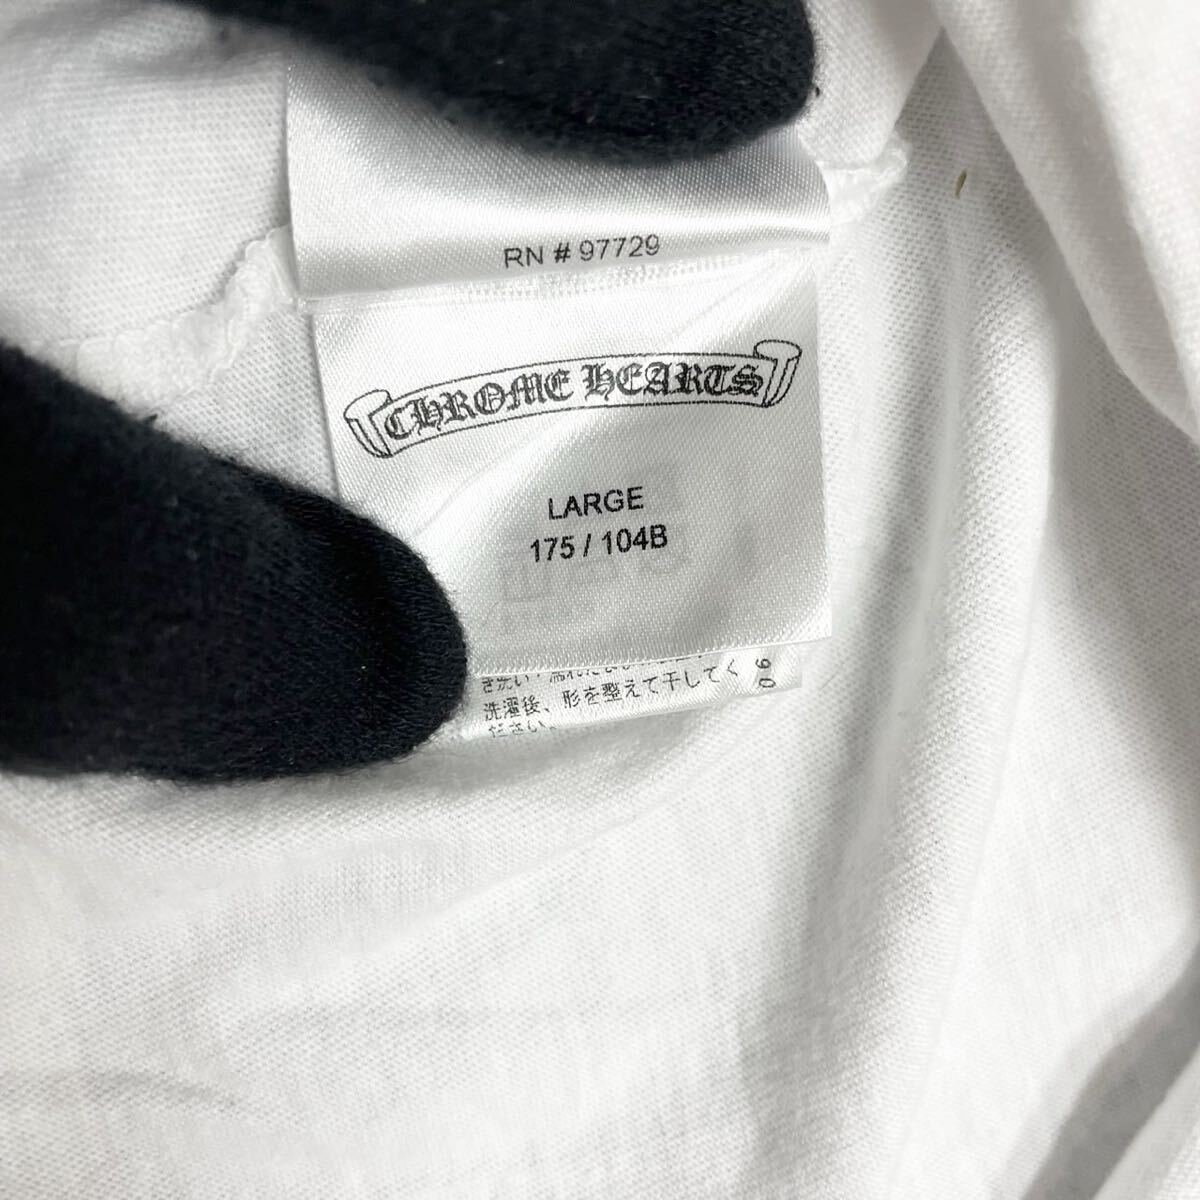 RN # 97729
CHROME HEARTS
LARGE
175 / 104B
洗濯後、形を整えて干してく
ださい。
06